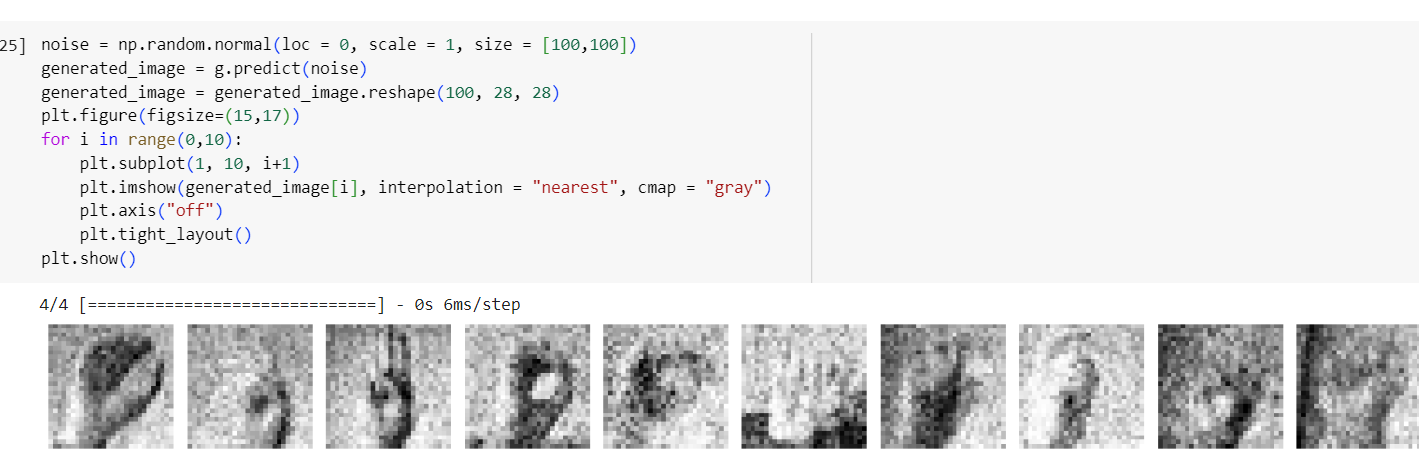 25] noise = np.random.normal(loc = 0, scale = 1, size = [100,100])
generated_image = g.predict(noise)
generated_image = generated_image.reshape(100, 28, 28)
plt.figure(figsize=(15,17))
for i in range(0,10):
    plt.subplot(1, 10, i+1)
    plt.imshow(generated_image[i], interpolation = "nearest", cmap = "gray")
    plt.axis("off")
    plt.tight_layout()
plt.show()
4/4 [==============================] - 0s 6ms/step